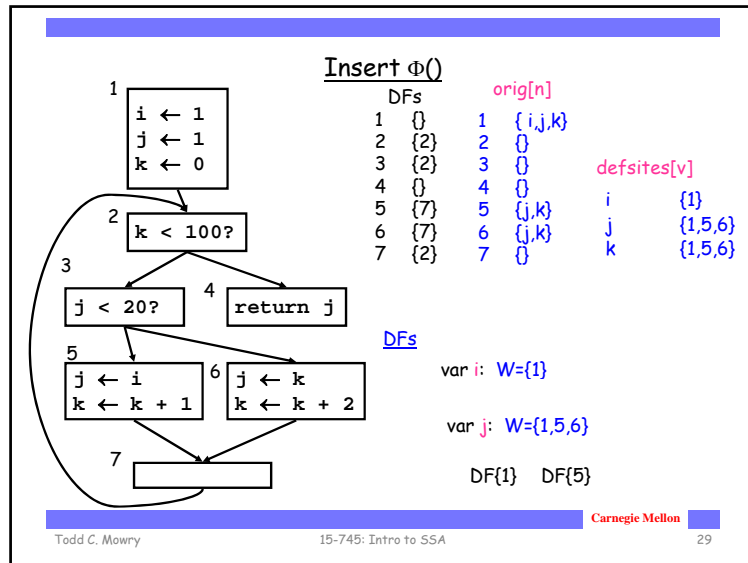 Insert Φ()
1
i ← 1
j ← 1
k ← 0
2
k < 100?
3
j < 20?
4
return j
5
j ← i
k ← k + 1
6
j ← k
k ← k + 2
7
DFs
1 {}
2 {2}
3 {2}
4 {}
5 {7}
6 {7}
7 {2}
orig[n]
1 { i,j,k}
2 {}
3 {}
4 {}
5 {j,k}
6 {j,k}
7 {}
defsites[v]
i {1}
j {1,5,6}
k {1,5,6}
DFs
var i: W={1}
var j: W={1,5,6}
DF{1} DF{5}
Carnegie Mellon
Todd C. Mowry 15-745: Intro to SSA 29